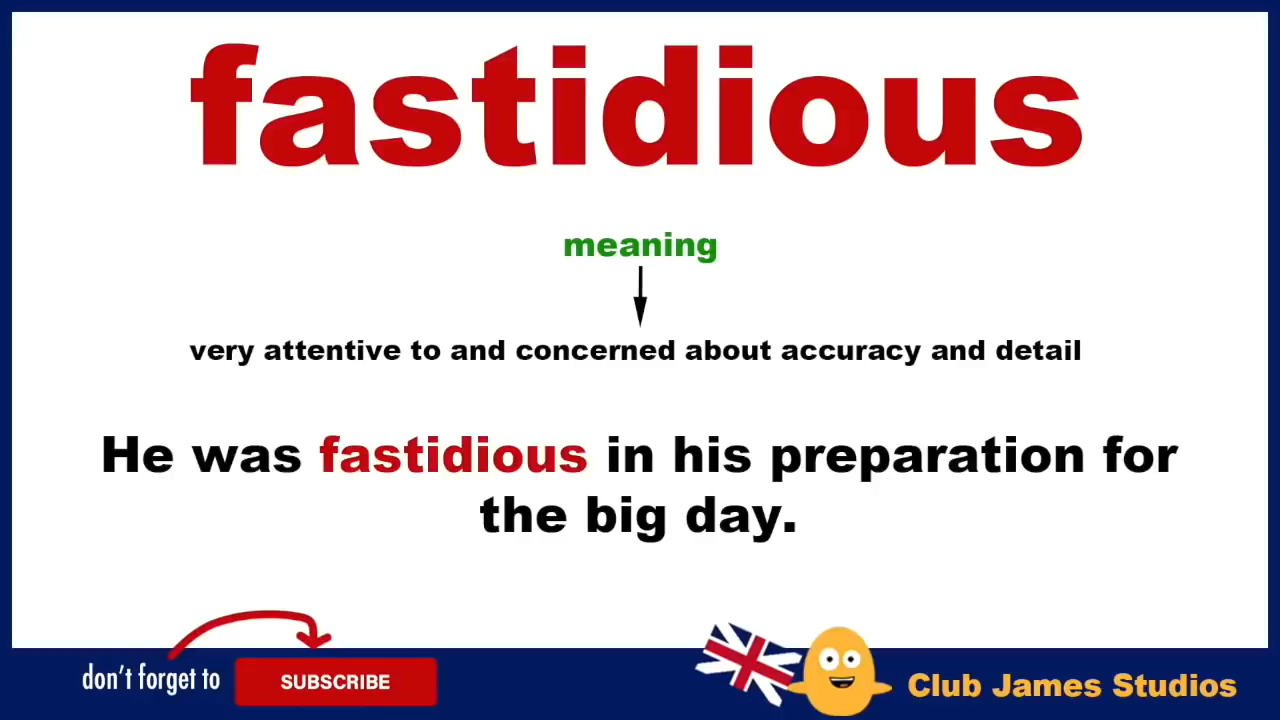 fastidious
meaning
very attentive to and concerned about accuracy and detail
He was fastidious in his preparation for
the big day.
don't forget to SUBSCRIBE
Club James Studios